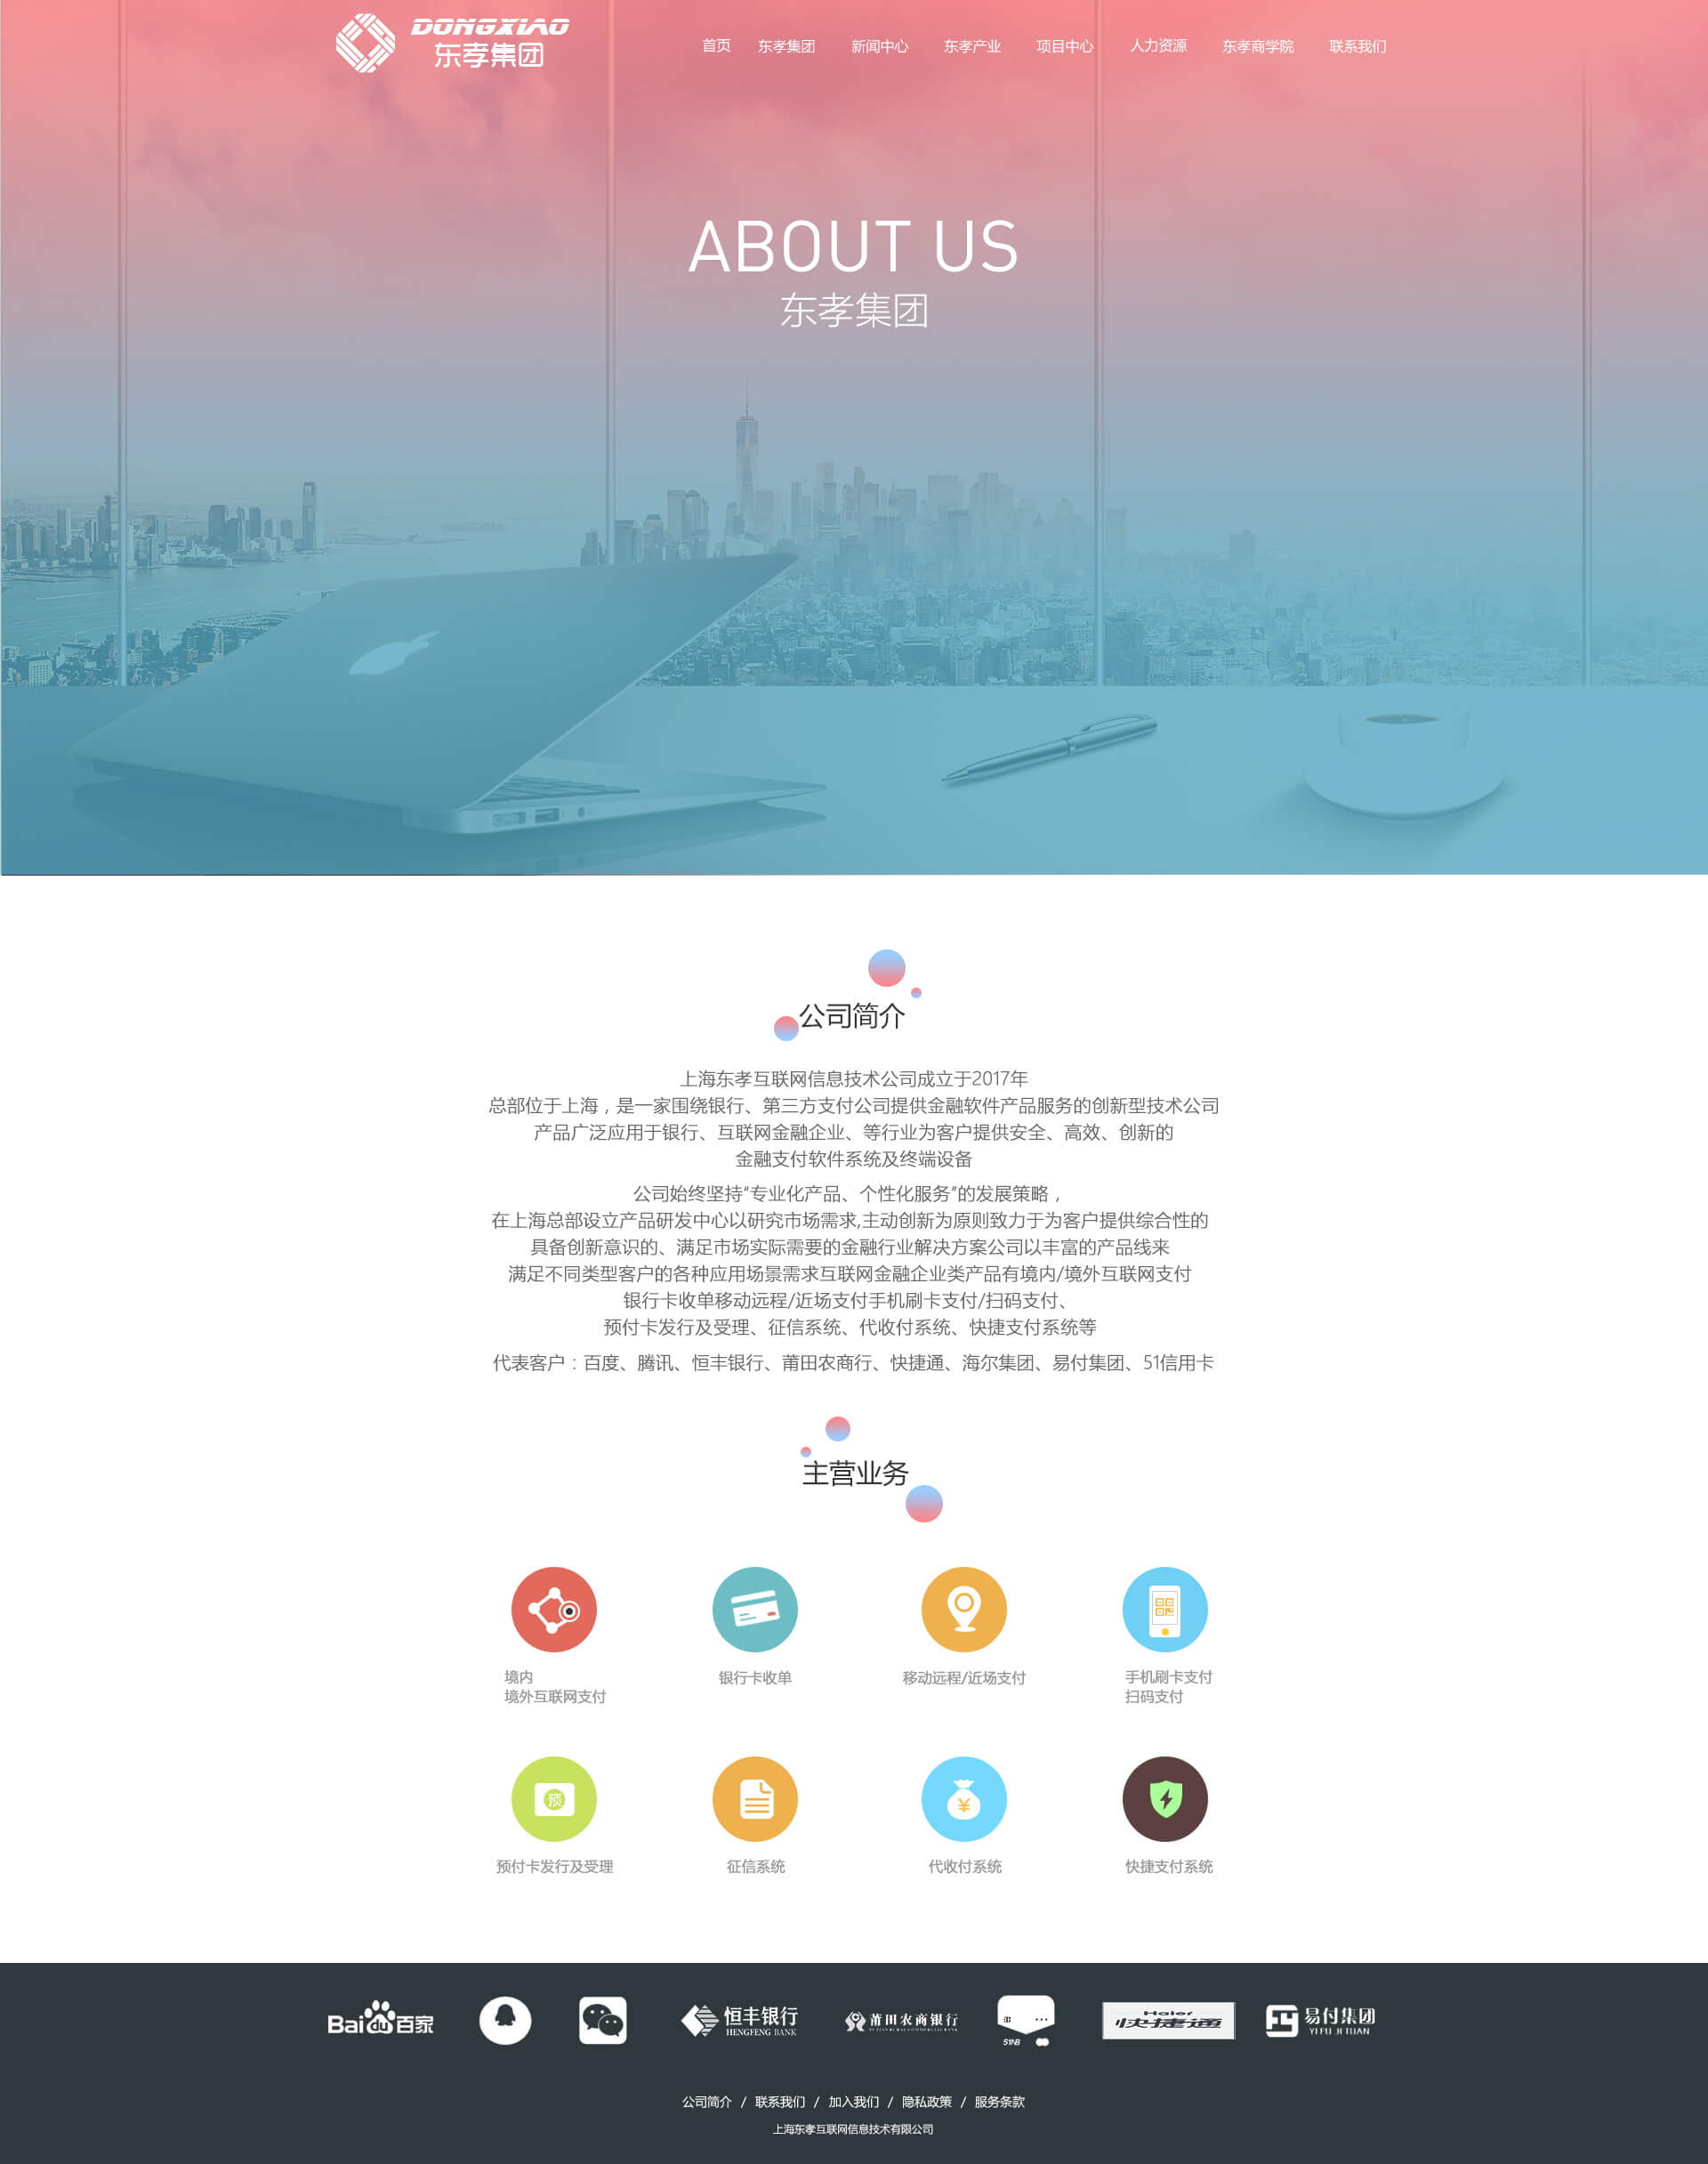 DONGXIAO
东孝集团
首页 东孝集团 新闻中心 东孝产业 项目中心 人力资源 东孝商学院 联系我们
ABOUT US
东孝集团
公司简介
上海东孝互联网信息技术公司成立于2017年
总部位于上海，是一家围绕银行、第三方支付公司提供金融软件产品服务的创新型技术公司
产品广泛应用于银行、互联网金融企业、等行业为客户提供安全、高效、创新的
金融支付软件系统及终端设备
公司始终坚持“专业化产品、个性化服务”的发展策略，
在上海总部设立产品研发中心以研究市场需求,主动创新为原则致力于为客户提供综合性的
具备创新意识的、满足市场实际需要的金融行业解决方案公司以丰富的产品线来
满足不同类型客户的各种应用场景需求互联网金融企业类产品有境内/境外互联网支付
银行卡收单移动远程/近场支付手机刷卡支付/扫码支付、
预付卡发行及受理、征信系统、代收付系统、快捷支付系统等
代表客户：百度、腾讯、恒丰银行、莆田农商行、快捷通、海尔集团、易付集团、51信用卡
主营业务
境内
境外互联网支付
银行卡收单
移动远程/近场支付
手机刷卡支付
扫码支付
预
¥
预付卡发行及受理
征信系统
代收付系统
快捷支付系统
Bai du 百家
恒丰银行
HENGFENG BANK
莆田农商银行
51NB
Haier
快捷通
易付集团
YI FU JI TUAN
公司简介 / 联系我们 / 加入我们 / 隐私政策 / 服务条款
上海东孝互联网信息技术有限公司